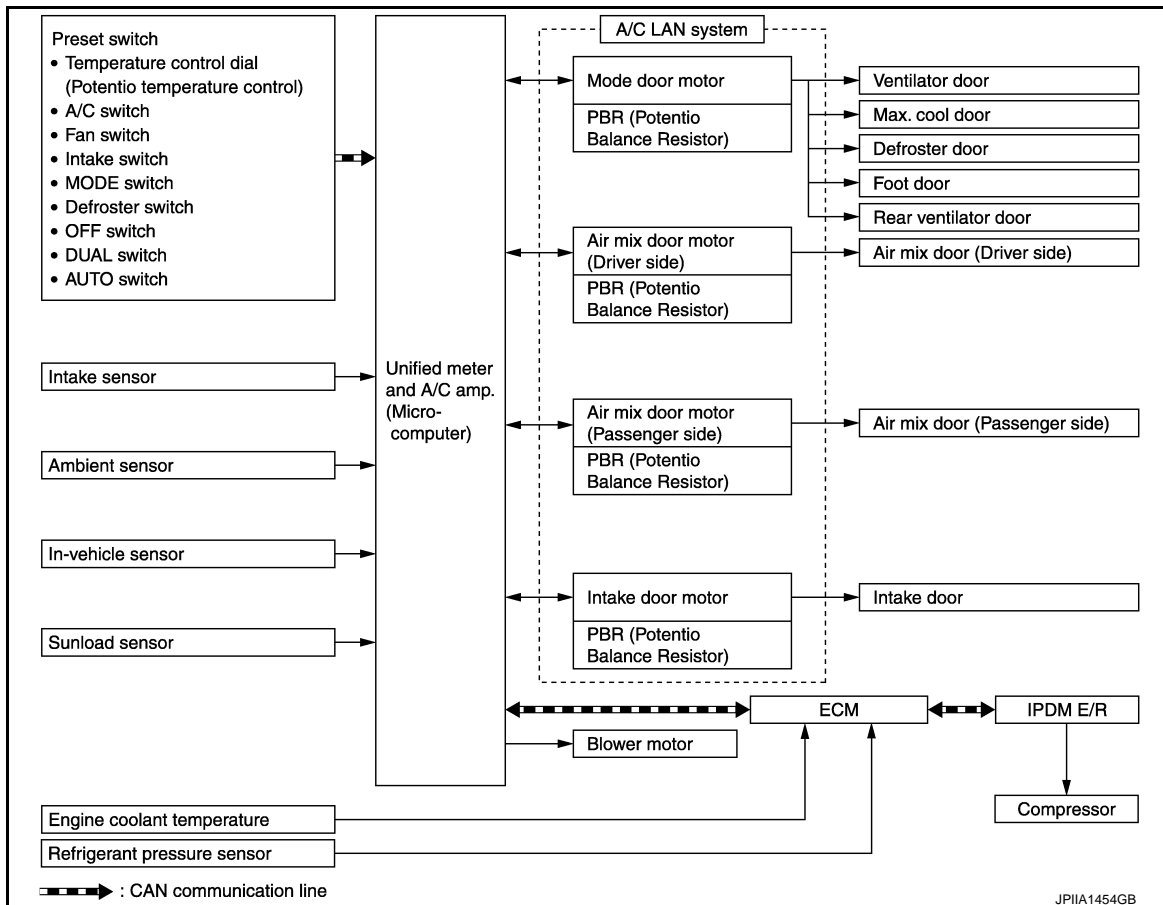 Preset switch
• Temperature control dial
(Potentio temperature control)
• A/C switch
• Fan switch
• Intake switch
• MODE switch
• Defroster switch
• OFF switch
• DUAL switch
• AUTO switch
Intake sensor
Ambient sensor
In-vehicle sensor
Sunload sensor
Engine coolant temperature
Refrigerant pressure sensor
Unified meter
and A/C amp.
(Micro-
computer)
A/C LAN system
Mode door motor
PBR (Potentio
Balance Resistor)
Air mix door motor
(Driver side)
PBR (Potentio
Balance Resistor)
Air mix door motor
(Passenger side)
PBR (Potentio
Balance Resistor)
Intake door motor
PBR (Potentio
Balance Resistor)
Ventilator door
Max. cool door
Defroster door
Foot door
Rear ventilator door
Air mix door (Driver side)
Air mix door (Passenger side)
Intake door
ECM
IPDM E/R
Blower motor
Compressor
: CAN communication line
JPIIA1454GB